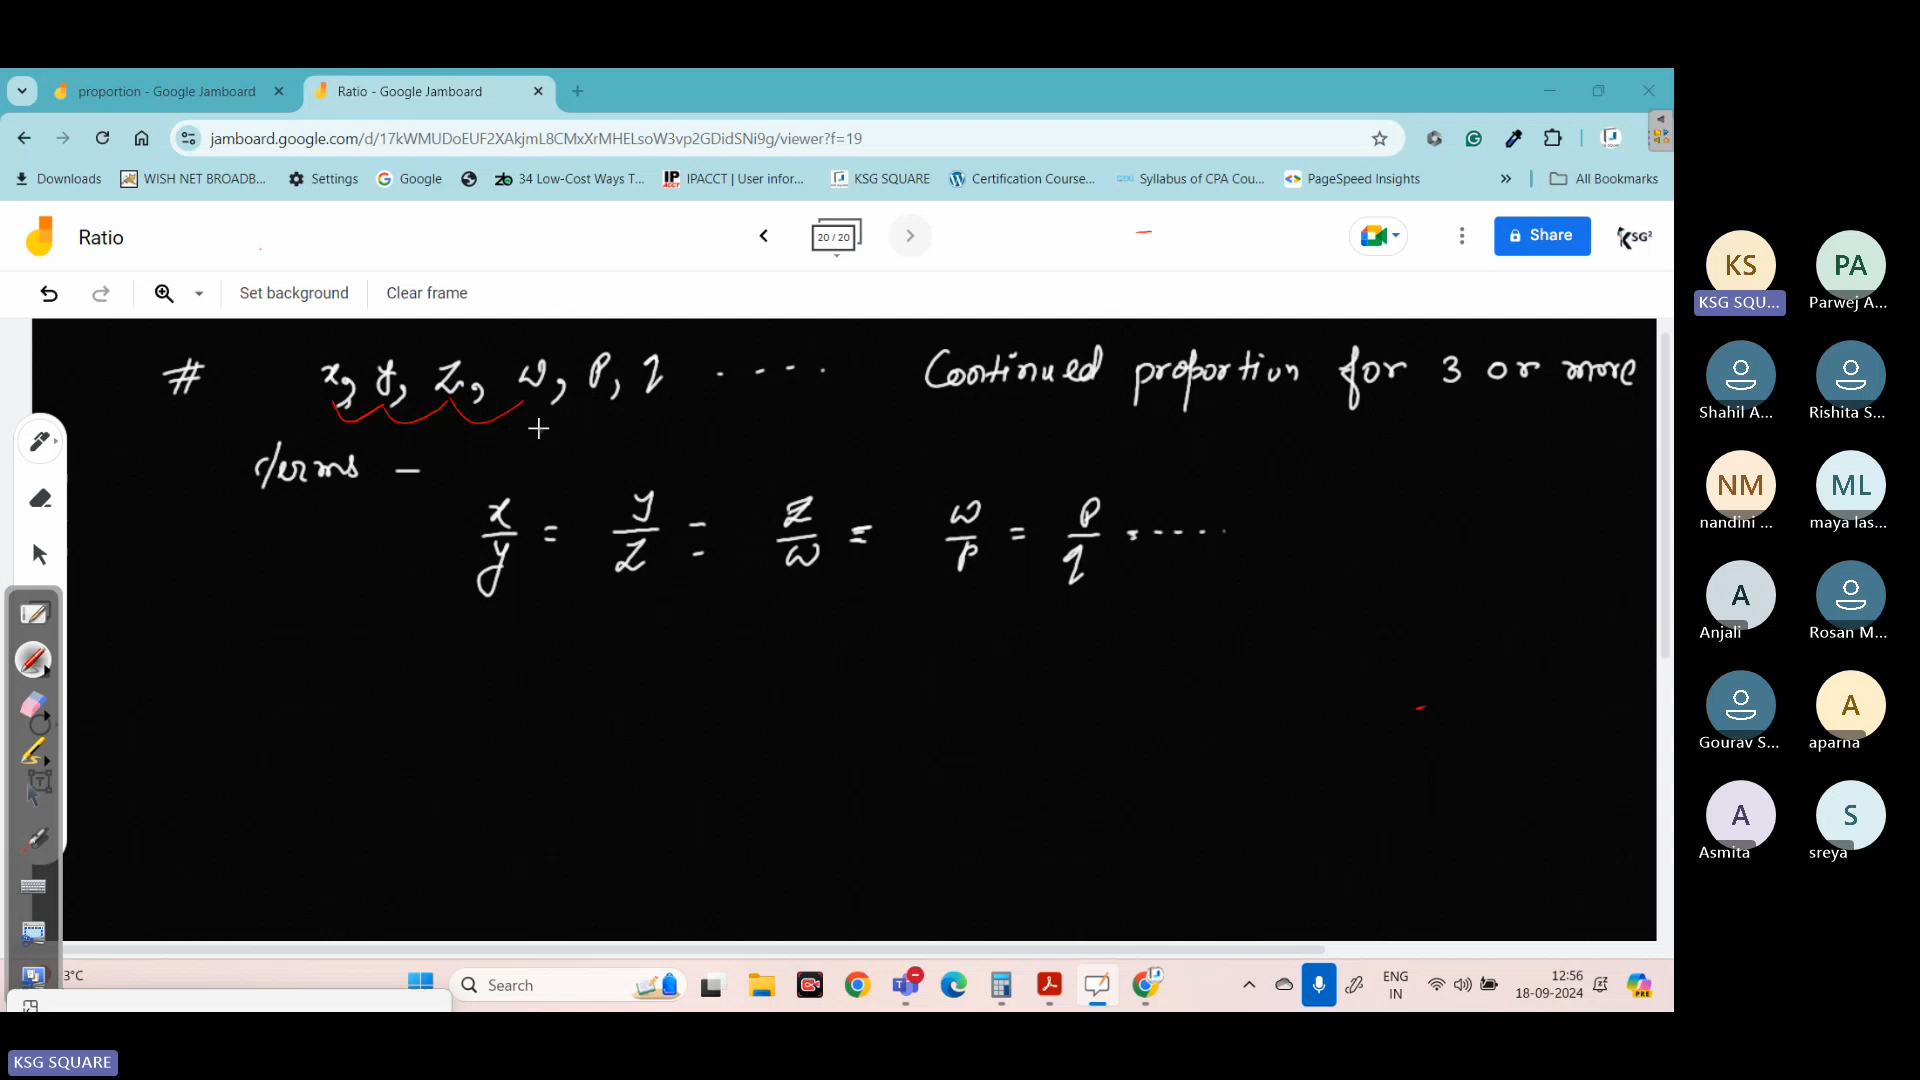 proportion - Google Jamboard
Ratio - Google Jamboard
jamboard.google.com/d/17kWMUDoEUF2XAkjmL8CMxXrMHELsoW3vp2GDidSNi9g/viewer?f=19
Downloads WISH NET BROADB... Settings Google 34 Low-Cost Ways T... IPACCT | User infor... KSG SQUARE Certification Course... Syllabus of CPA Cou... PageSpeed Insights » All Bookmarks
Ratio 20 / 20 Share KSG²
Set background Clear frame
# x, y, z, w, p, q ..... Continued proportion for 3 or more
terms -
x/y = y/z = z/w = w/p = p/q = .....
KS PA
KSG SQU... Parwej A...
Shahil A... Rishita S...
NM ML
nandini ... maya las...
A
Anjali Rosan M...
A
Gourav S... aparna
A S
Asmita sreya
3°C
Search
ENG
IN
12:56
18-09-2024
PRE
KSG SQUARE